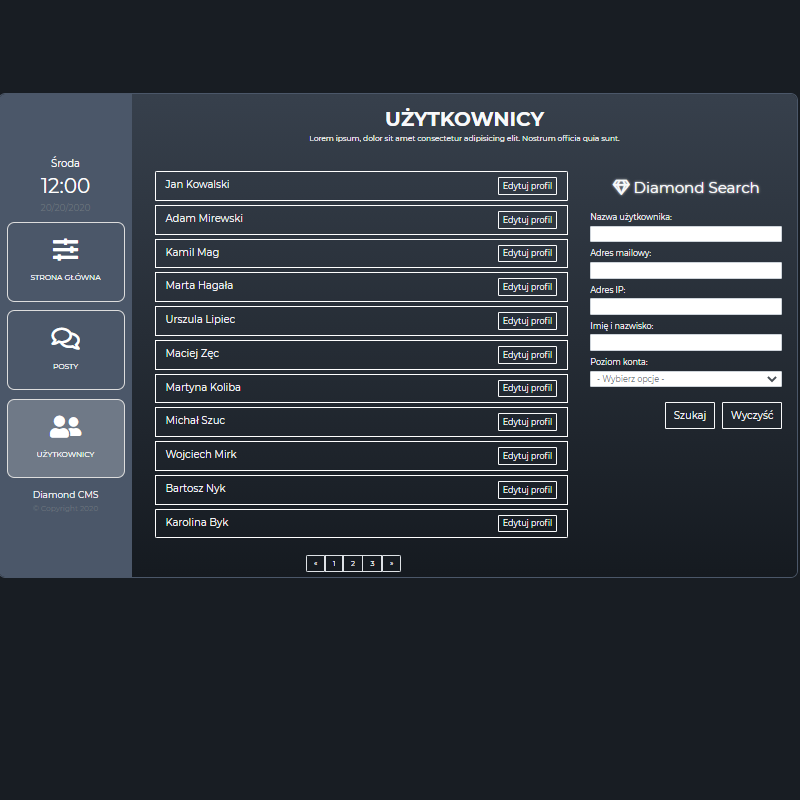 Środa
12:00
20/20/2020
STRONA GŁÓWNA
POSTY
UŻYTKOWNICY
Diamond CMS
© Copyright 2020
UŻYTKOWNICY
Lorem ipsum, dolor sit amet consectetur adipisicing elit. Nostrum officia quia sunt.
Jan Kowalski Edytuj profil
Adam Mirewski Edytuj profil
Kamil Mag Edytuj profil
Marta Hagała Edytuj profil
Urszula Lipiec Edytuj profil
Maciej Zęc Edytuj profil
Martyna Koliba Edytuj profil
Michał Szuc Edytuj profil
Wojciech Mirk Edytuj profil
Bartosz Nyk Edytuj profil
Karolina Byk Edytuj profil
« 1 2 3 »
Diamond Search
Nazwa użytkownika:
Adres mailowy:
Adres IP:
Imię i nazwisko:
Poziom konta:
- Wybierz opcje -
Szukaj Wyczyść